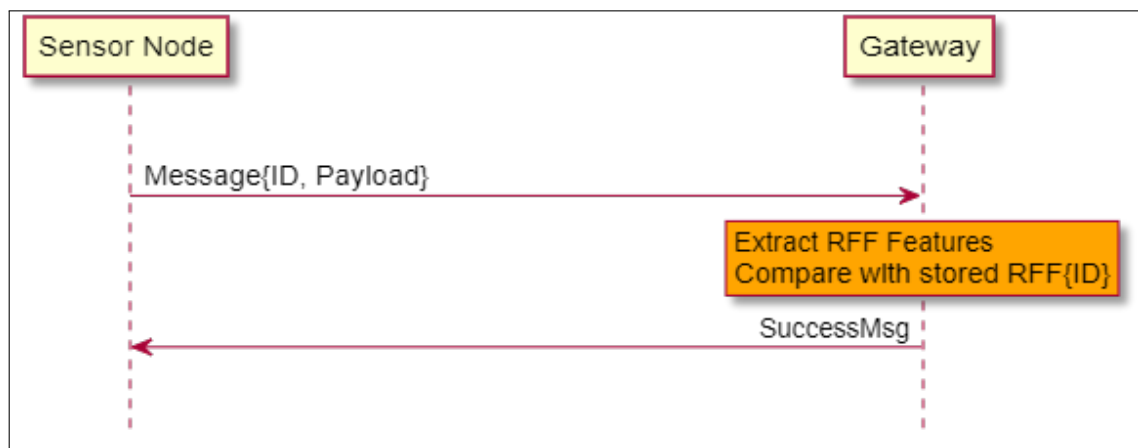 Sensor Node
Gateway
Message{ID, Payload}
Extract RFF Features
Compare wIth stored RFF{ID}
SuccessMsg